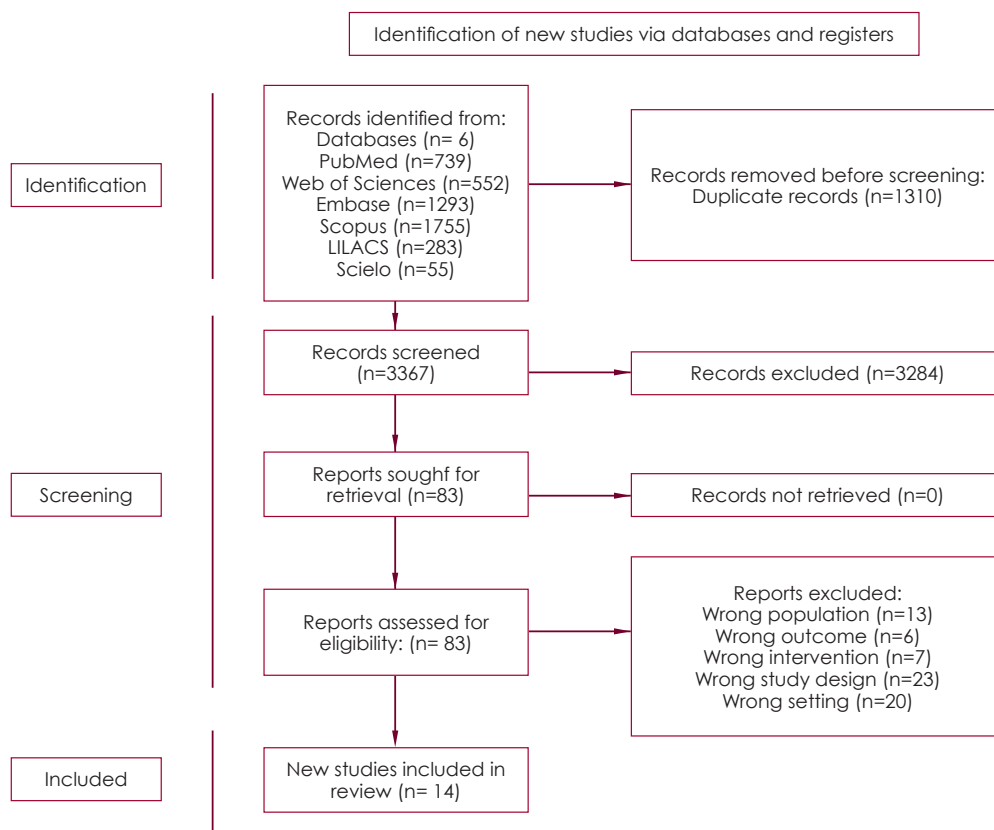 Identification of new studies via databases and registers
Identification
Records identified from:
Databases (n= 6)
PubMed (n=739)
Web of Sciences (n=552)
Embase (n=1293)
Scopus (n=1755)
LILACS (n=283)
Scielo (n=55)
Records removed before screening:
Duplicate records (n=1310)
Screening
Records screened
(n=3367)
Records excluded (n=3284)
Reports soughf for
retrieval (n=83)
Records not retrieved (n=0)
Reports assessed for
eligibility: (n= 83)
Reports excluded:
Wrong population (n=13)
Wrong outcome (n=6)
Wrong intervention (n=7)
Wrong study design (n=23)
Wrong setting (n=20)
Included
New studies included in
review (n= 14)